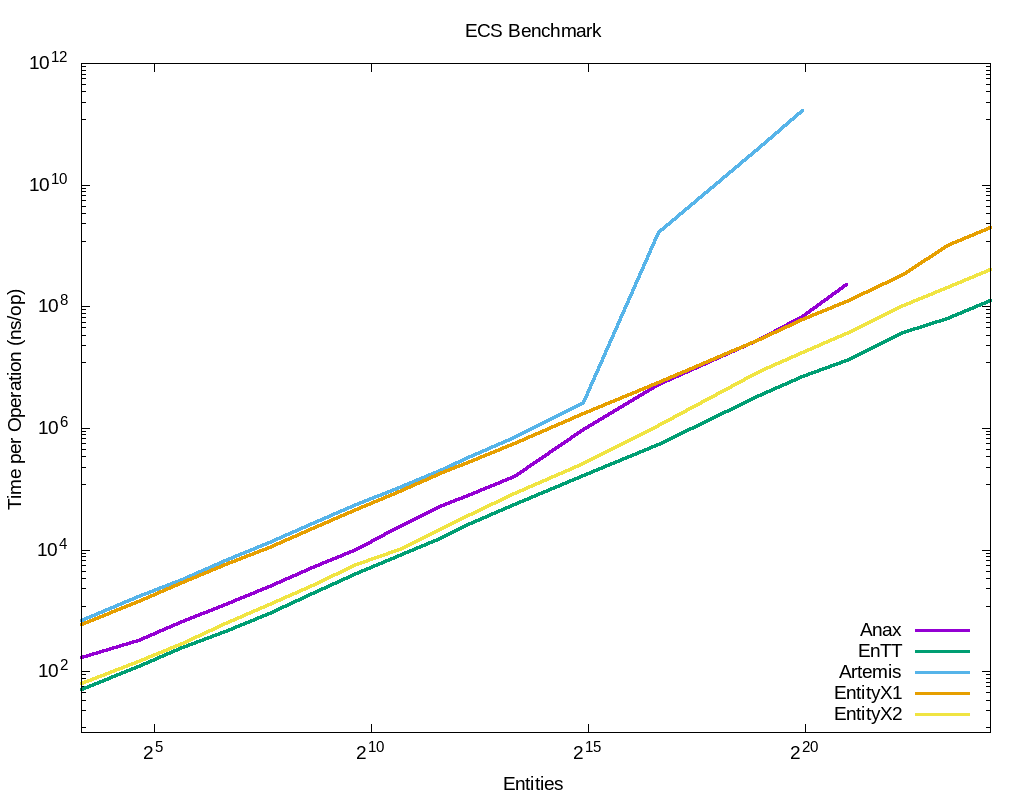 ECS Benchmark
10^12
10^10
10^8
10^6
10^4
10^2
Time per Operation (ns/op)
Anax
EnTT
Artemis
EntityX1
EntityX2
2^5
2^10
2^15
2^20
Entities